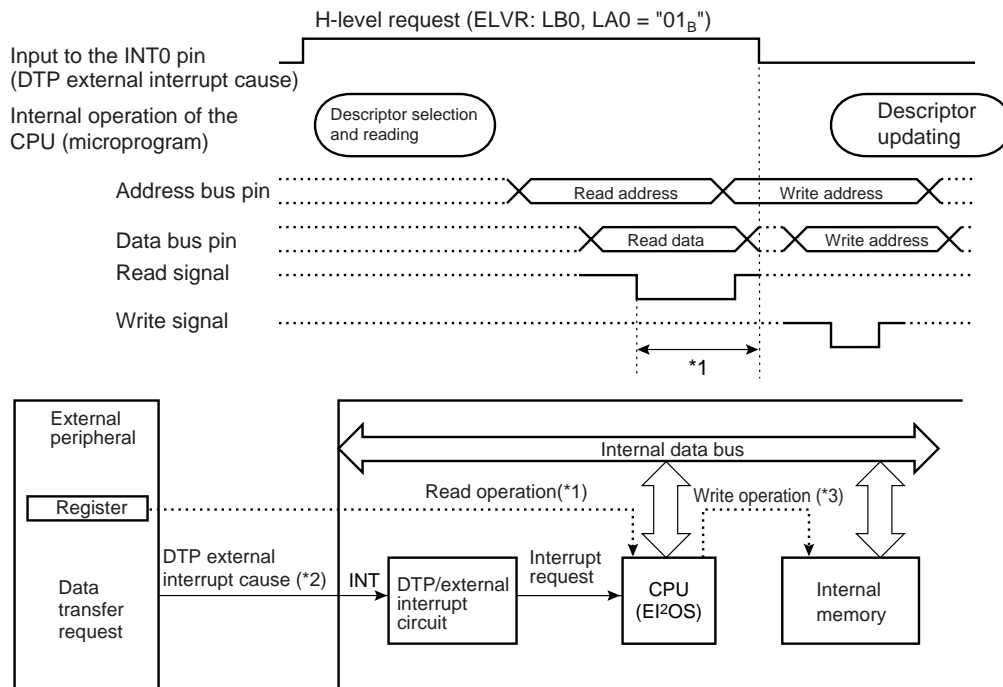 H-level request (ELVR: LB0, LA0 = "01B")
Input to the INT0 pin
(DTP external interrupt cause)
Internal operation of the
CPU (microprogram)
Descriptor selection
and reading
Descriptor
updating
Address bus pin
Read address
Write address
Data bus pin
Read data
Write address
Read signal
Write signal
*1
External
peripheral
Internal data bus
Register
Read operation(*1)
Write operation (*3)
Data
transfer
request
DTP external
interrupt cause (*2)
INT
DTP/external
interrupt
circuit
Interrupt
request
CPU
(EI²OS)
Internal
memory